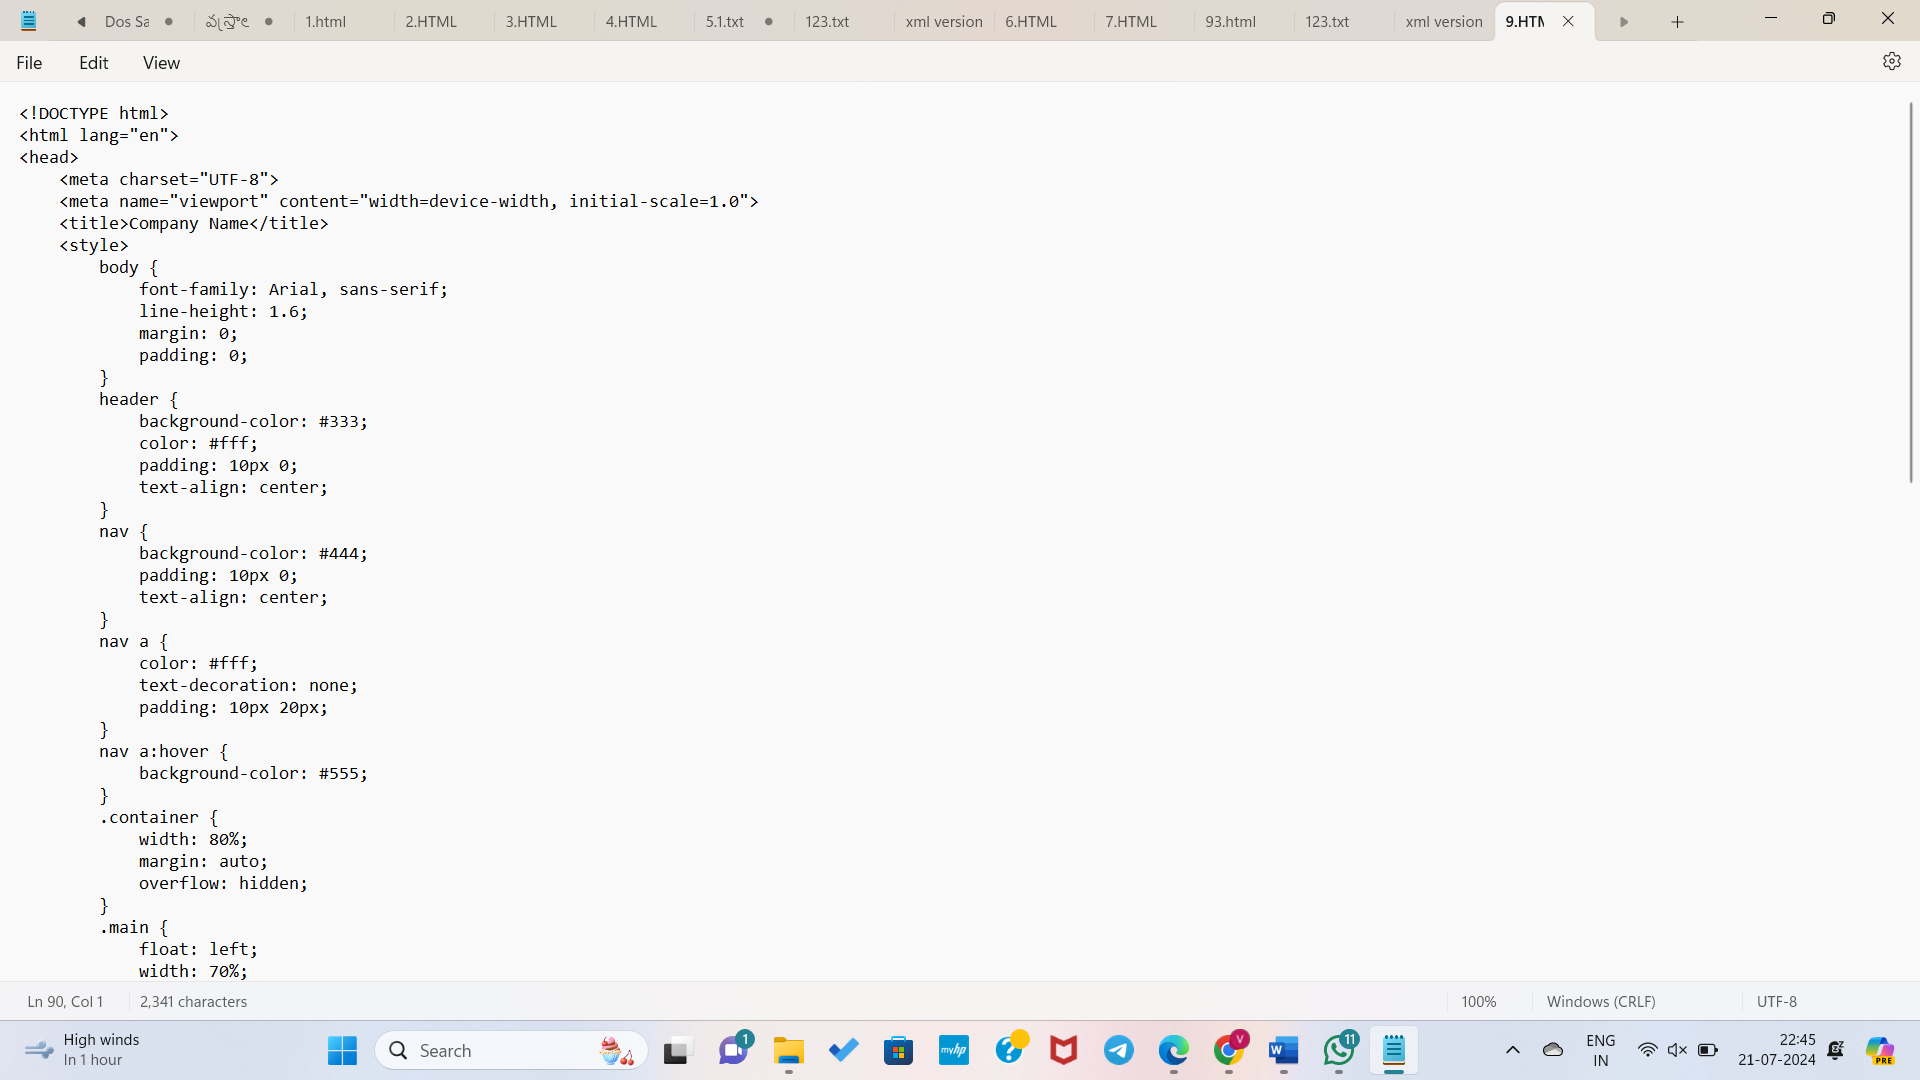 Dos Sa
1.html
2.HTML
3.HTML
4.HTML
5.1.txt
123.txt
xml version
6.HTML
7.HTML
93.html
123.txt
xml version
9.HTM
File Edit View
<!DOCTYPE html>
<html lang="en">
<head>
    <meta charset="UTF-8">
    <meta name="viewport" content="width=device-width, initial-scale=1.0">
    <title>Company Name</title>
    <style>
        body {
            font-family: Arial, sans-serif;
            line-height: 1.6;
            margin: 0;
            padding: 0;
        }
        header {
            background-color: #333;
            color: #fff;
            padding: 10px 0;
            text-align: center;
        }
        nav {
            background-color: #444;
            padding: 10px 0;
            text-align: center;
        }
        nav a {
            color: #fff;
            text-decoration: none;
            padding: 10px 20px;
        }
        nav a:hover {
            background-color: #555;
        }
        .container {
            width: 80%;
            margin: auto;
            overflow: hidden;
        }
        .main {
            float: left;
            width: 70%;
Ln 90, Col 1
2,341 characters
100%
Windows (CRLF)
UTF-8
High winds
In 1 hour
Search
1
myhp
?
V
W
11
ENG
IN
22:45
21-07-2024
PRE